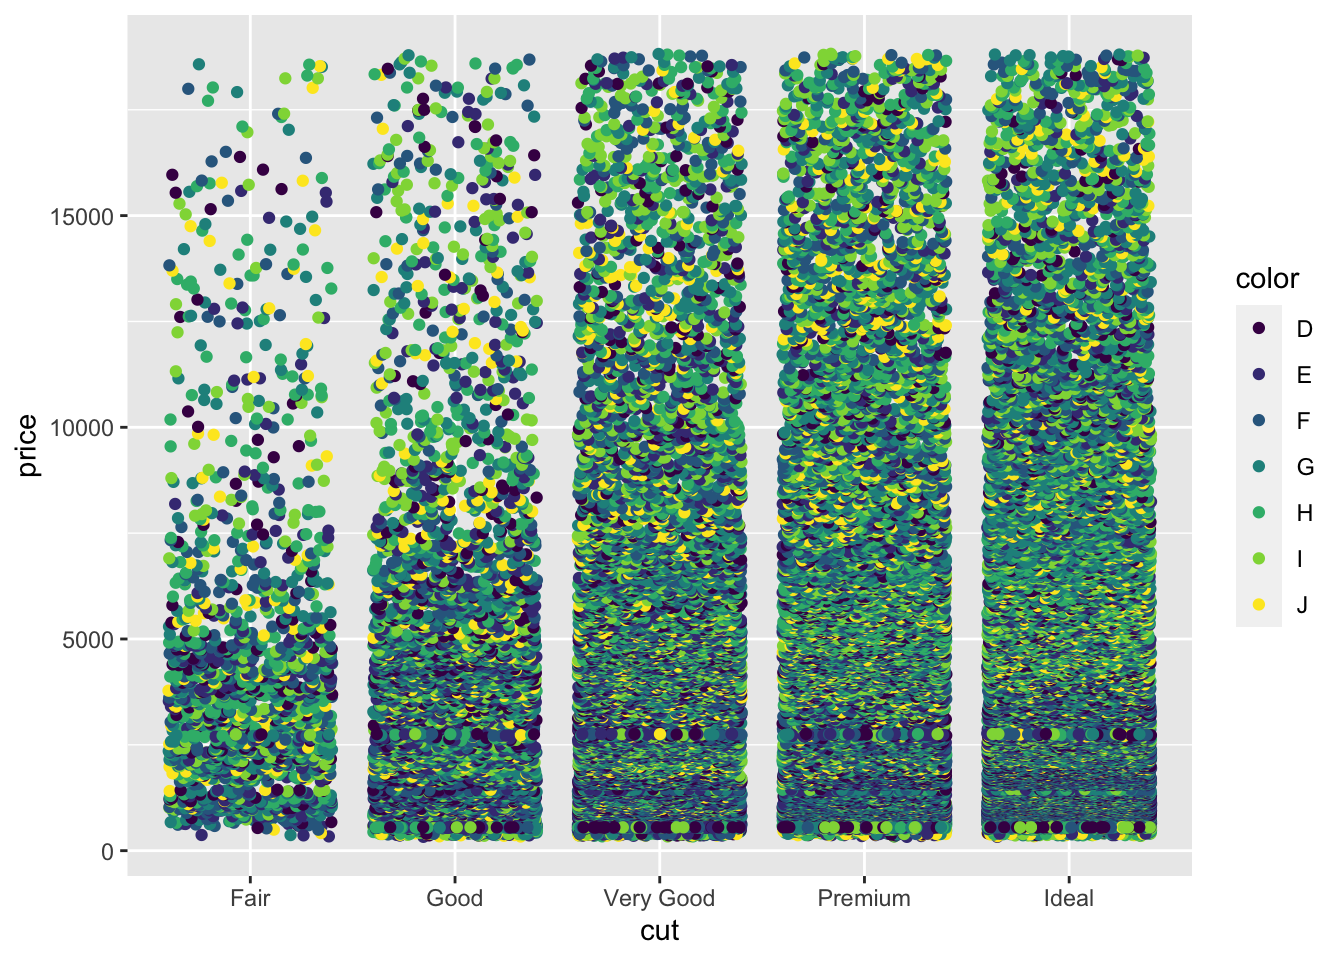 15000
10000
5000
0
price
Fair
Good
Very Good
Premium
Ideal
cut
color
D
E
F
G
H
I
J